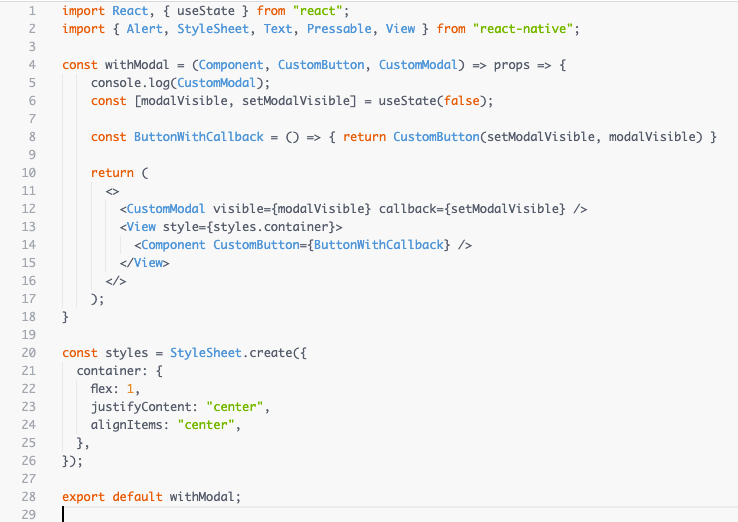 1 import React, { useState } from "react";
2 import { Alert, StyleSheet, Text, Pressable, View } from "react-native";
3
4 const withModal = (Component, CustomButton, CustomModal) => props => {
5     console.log(CustomModal);
6     const [modalVisible, setModalVisible] = useState(false);
7
8     const ButtonWithCallback = () => { return CustomButton(setModalVisible, modalVisible) }
9
10     return (
11       <>
12         <CustomModal visible={modalVisible} callback={setModalVisible} />
13         <View style={styles.container}>
14           <Component CustomButton={ButtonWithCallback} />
15         </View>
16       </>
17     );
18 }
19
20 const styles = StyleSheet.create({
21   container: {
22     flex: 1,
23     justifyContent: "center",
24     alignItems: "center",
25   },
26 });
27
28 export default withModal;
29